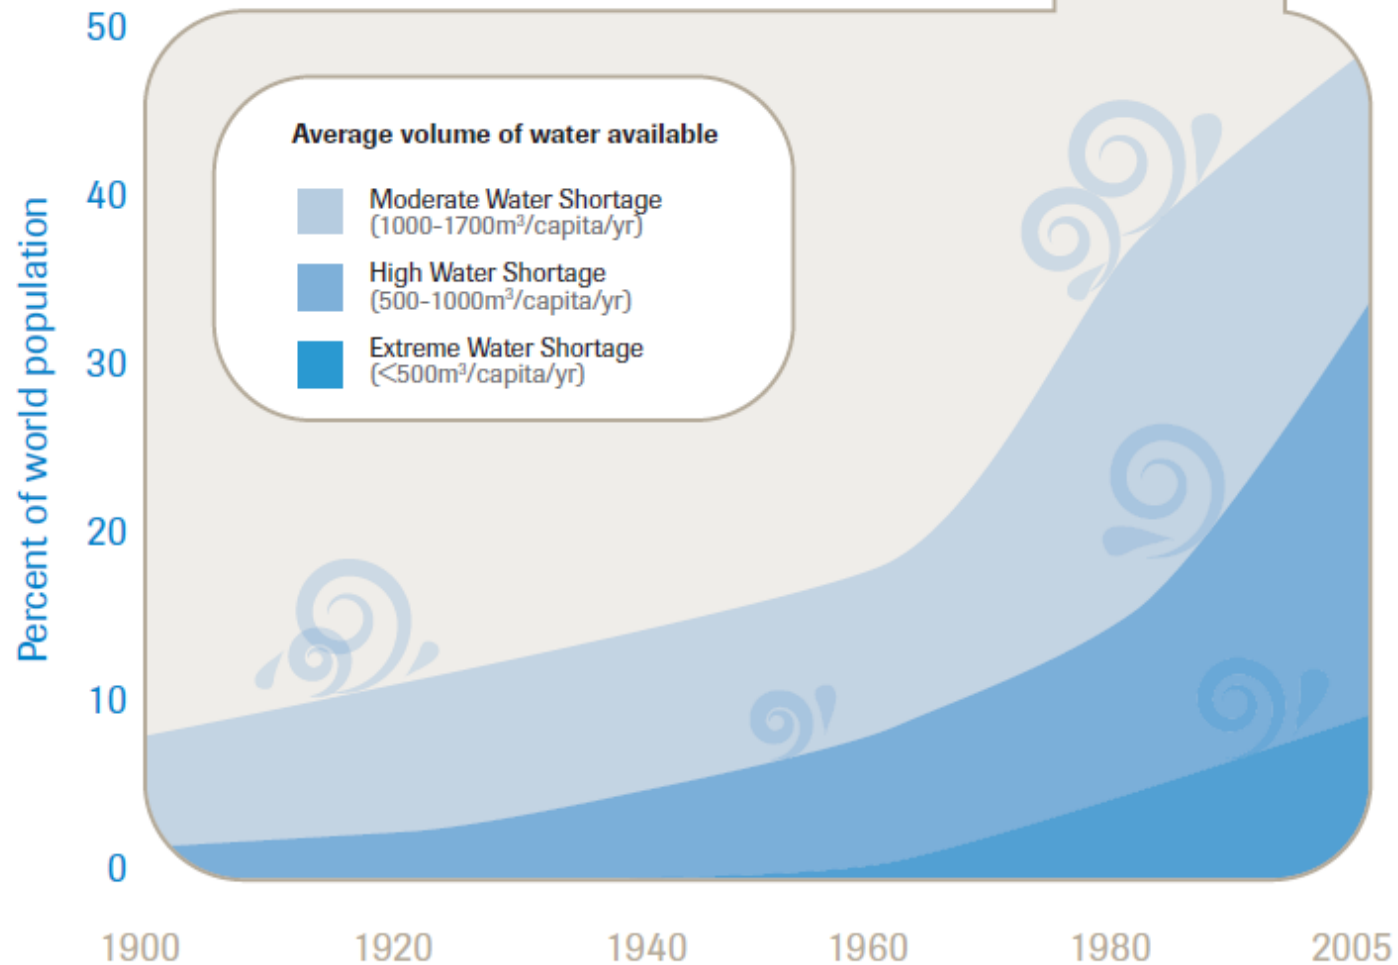 50
40
30
20
10
0
Percent of world population
Average volume of water available
Moderate Water Shortage
(1000-1700m³/capita/yr)
High Water Shortage
(500-1000m³/capita/yr)
Extreme Water Shortage
(<500m³/capita/yr)
1900 1920 1940 1960 1980 2005